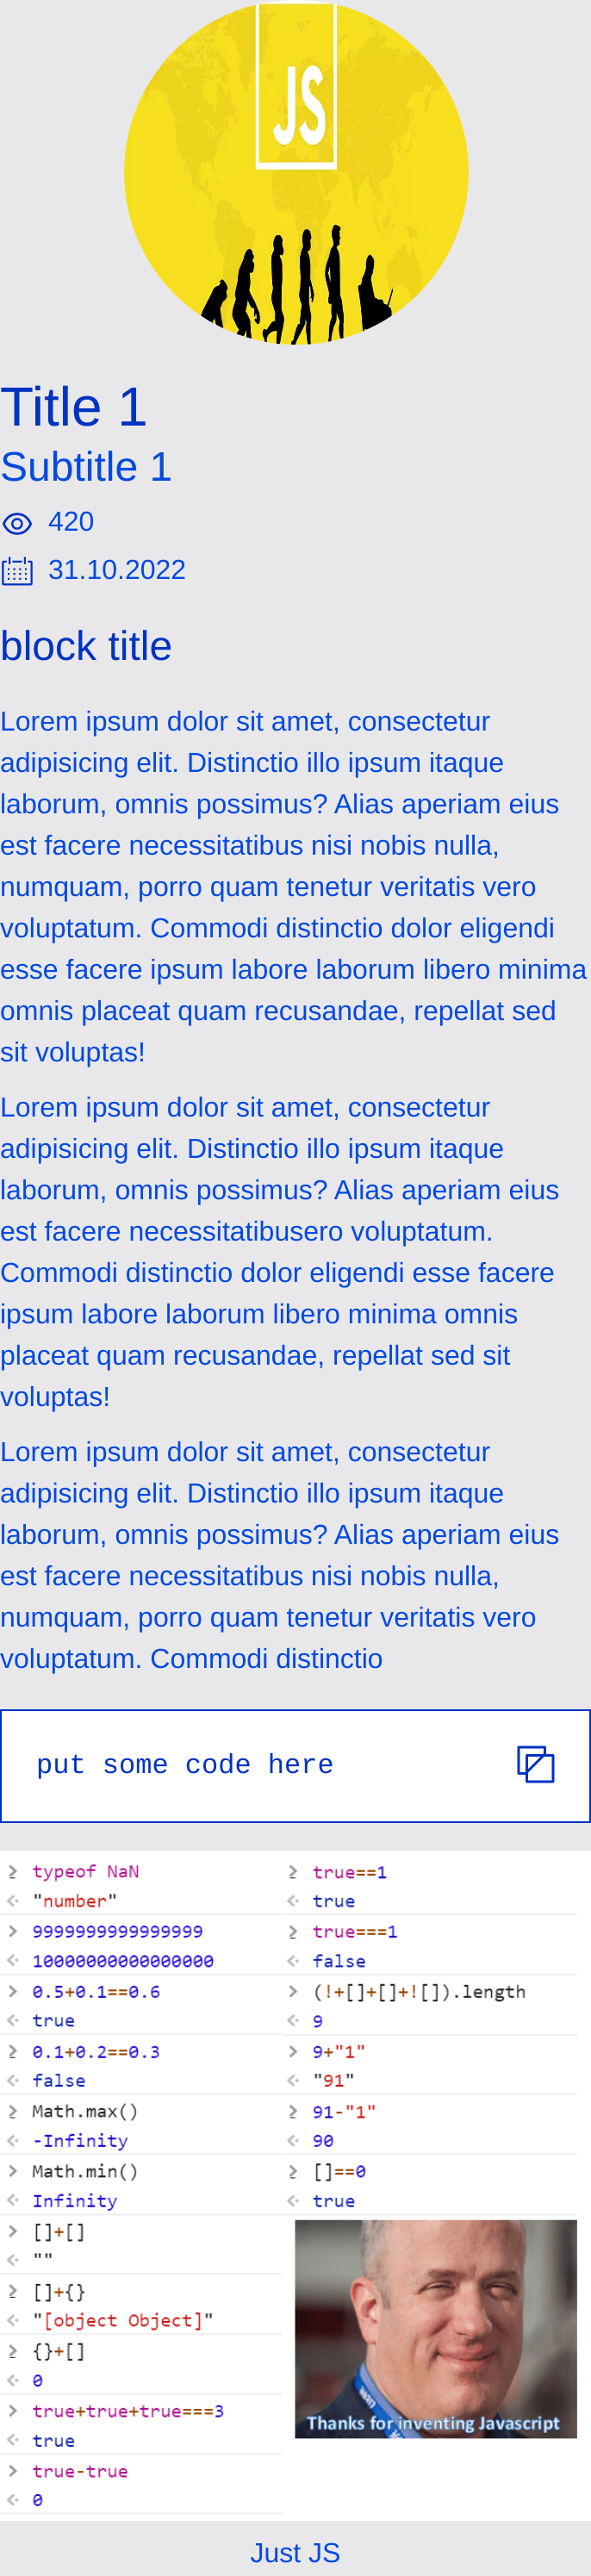 JS
Title 1
Subtitle 1
420
31.10.2022
block title
Lorem ipsum dolor sit amet, consectetur
adipisicing elit. Distinctio illo ipsum itaque
laborum, omnis possimus? Alias aperiam eius
est facere necessitatibus nisi nobis nulla,
numquam, porro quam tenetur veritatis vero
voluptatum. Commodi distinctio dolor eligendi
esse facere ipsum labore laborum libero minima
omnis placeat quam recusandae, repellat sed
sit voluptas!
Lorem ipsum dolor sit amet, consectetur
adipisicing elit. Distinctio illo ipsum itaque
laborum, omnis possimus? Alias aperiam eius
est facere necessitatibusero voluptatum.
Commodi distinctio dolor eligendi esse facere
ipsum labore laborum libero minima omnis
placeat quam recusandae, repellat sed sit
voluptas!
Lorem ipsum dolor sit amet, consectetur
adipisicing elit. Distinctio illo ipsum itaque
laborum, omnis possimus? Alias aperiam eius
est facere necessitatibus nisi nobis nulla,
numquam, porro quam tenetur veritatis vero
voluptatum. Commodi distinctio
put some code here
> typeof NaN
< "number"
> 9999999999999999
< 10000000000000000
> 0.5+0.1==0.6
< true
> 0.1+0.2==0.3
< false
> Math.max()
< -Infinity
> Math.min()
< Infinity
> []+[]
< ""
> []+{}
< "[object Object]"
> {}+[]
< 0
> true+true+true===3
< true
> true-true
< 0
> true==1
< true
> true===1
< false
> (!+[]+[]+![]).length
< 9
> 9+"1"
< "91"
> 91-"1"
< 90
> []==0
< true
Thanks for inventing Javascript
Just JS